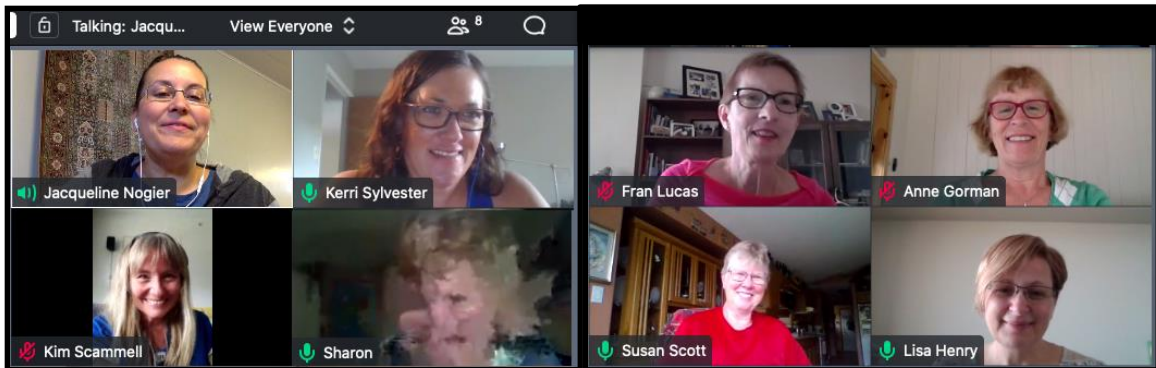 Talking: Jacqu... View Everyone 8
Jacqueline Nogier
Kerri Sylvester
Fran Lucas
Anne Gorman
Kim Scammell
Sharon
Susan Scott
Lisa Henry